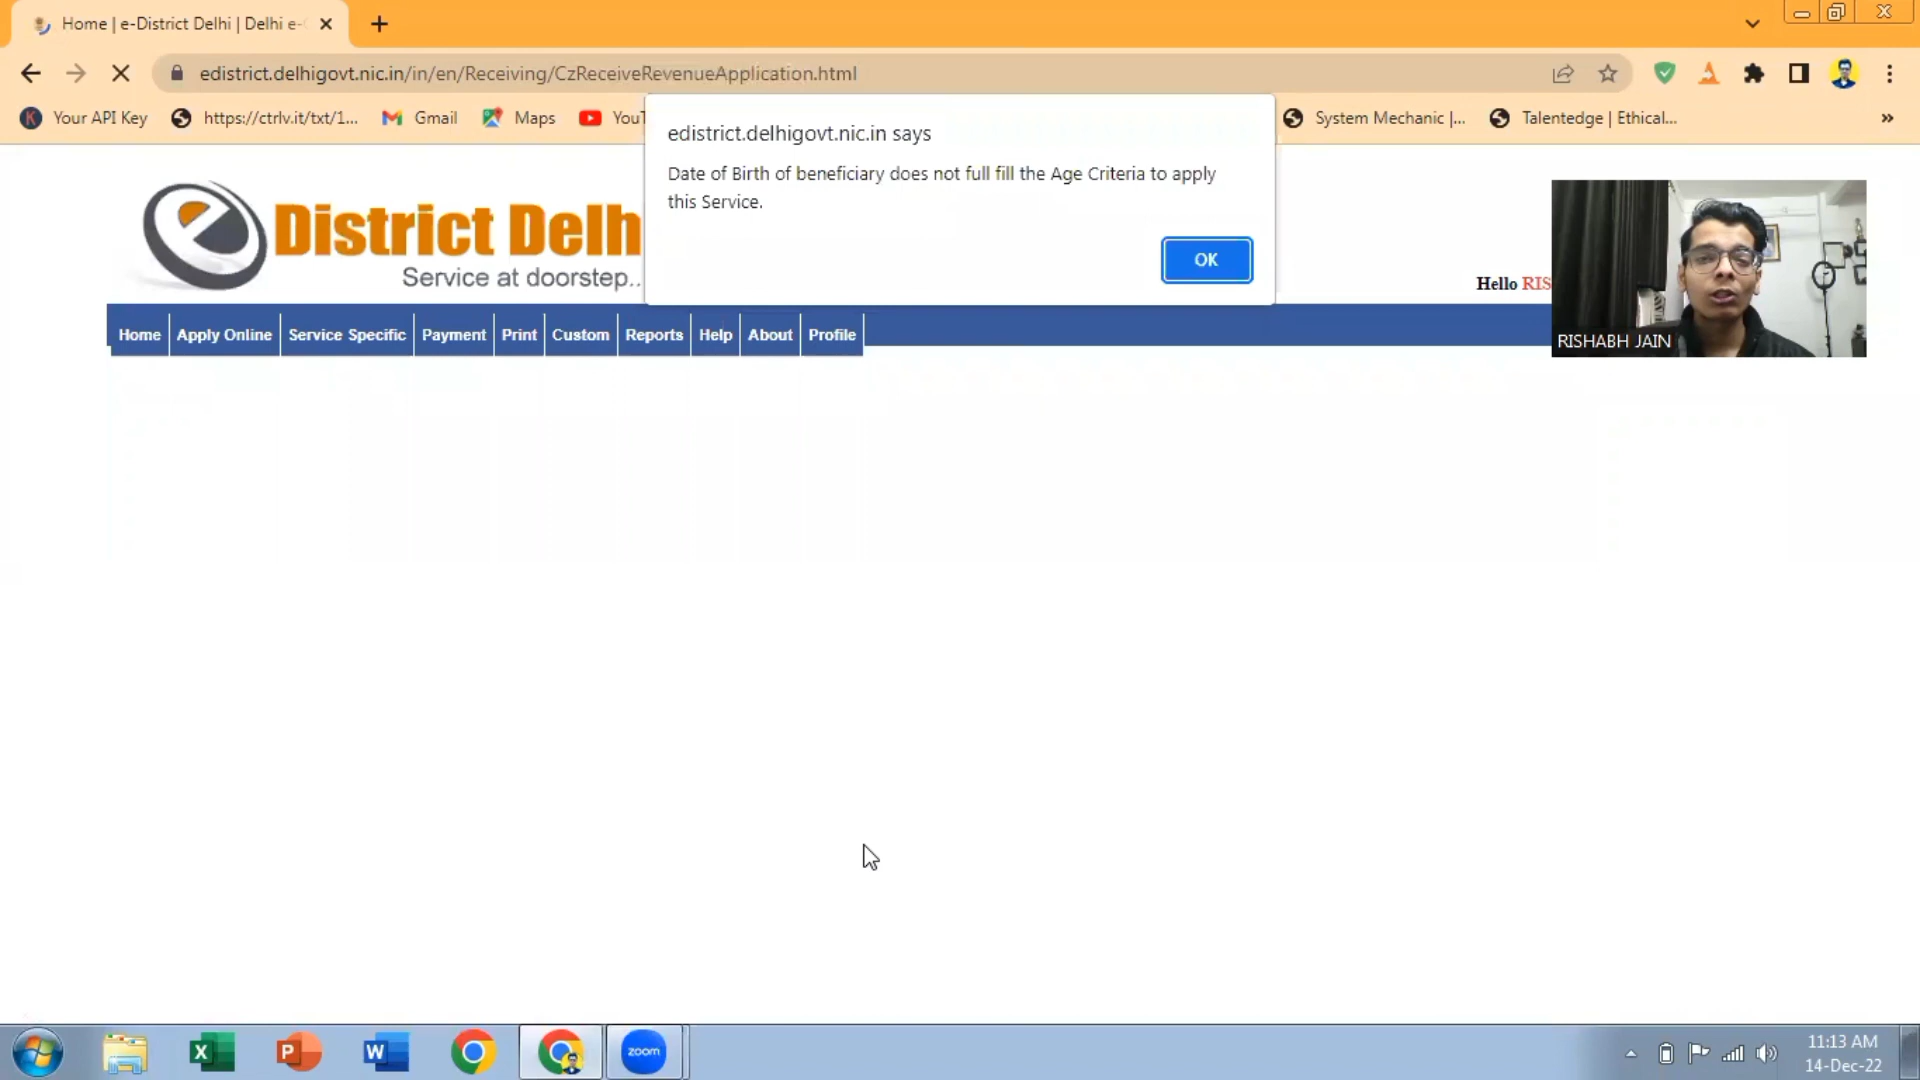 Home | e-District Delhi | Delhi e-
edistrict.delhigovt.nic.in/in/en/Receiving/CzReceiveRevenueApplication.html
Your API Key https://ctrlv.it/txt/1... Gmail Maps YouT System Mechanic |... Talentedge | Ethical... »
edistrict.delhigovt.nic.in says
Date of Birth of beneficiary does not full fill the Age Criteria to apply
this Service.
OK
e District Delh
Service at doorstep..
Hello RIS
RISHABH JAIN
Home Apply Online Service Specific Payment Print Custom Reports Help About Profile
zoom
11:13 AM
14-Dec-22